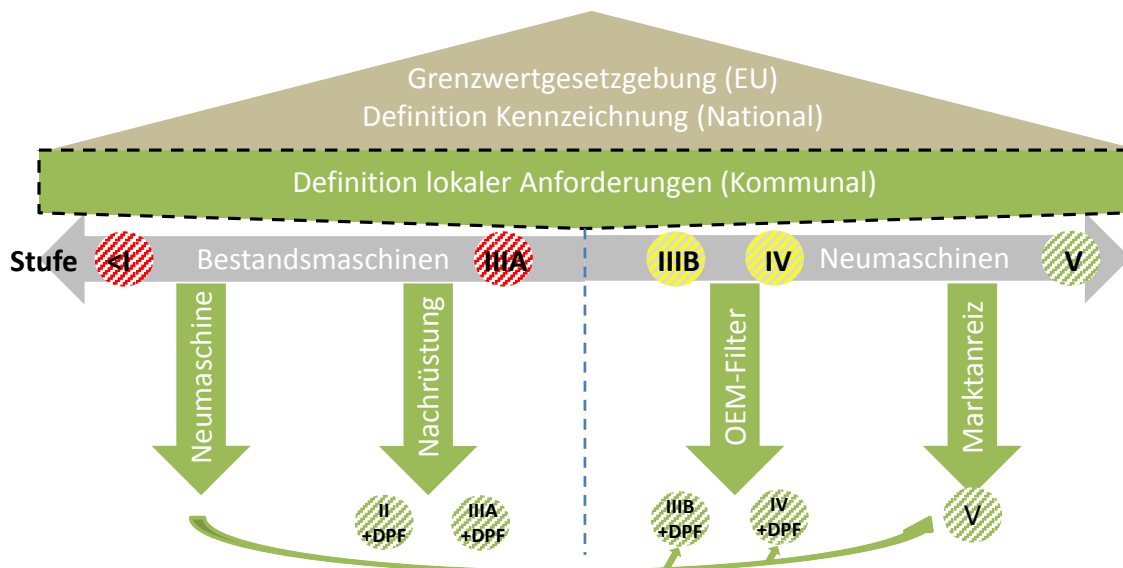 Grenzwertgesetzgebung (EU)
Definition Kennzeichnung (National)
Definition lokaler Anforderungen (Kommunal)
Stufe <I Bestandsmaschinen IIIA IIIB IV Neumaschinen V
Neumaschine
Nachrüstung
OEM-Filter
Marktanreiz
II
+DPF
IIIA
+DPF
IIIB
+DPF
IV
+DPF
V